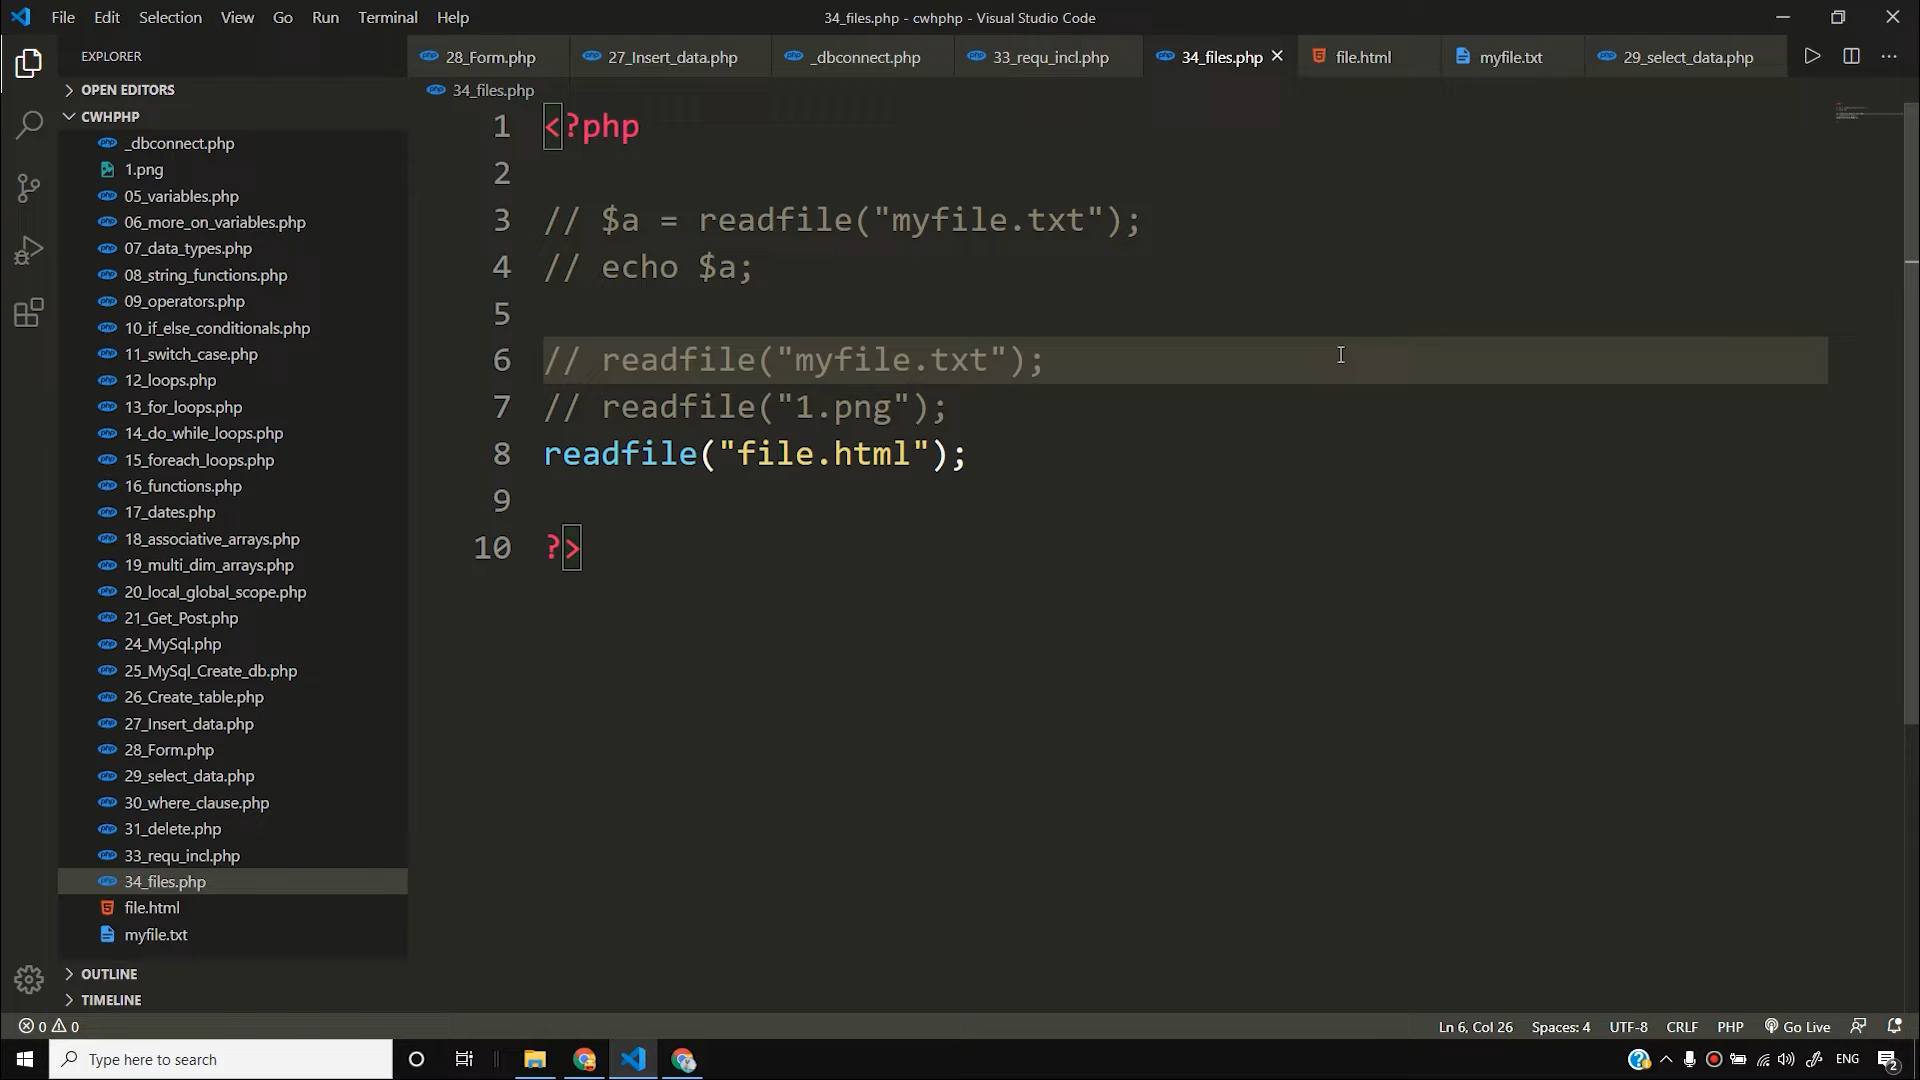 File Edit Selection View Go Run Terminal Help
34_files.php - cwhphp - Visual Studio Code
EXPLORER
28_Form.php
27_Insert_data.php
_dbconnect.php
33_requ_incl.php
34_files.php
file.html
myfile.txt
29_select_data.php
OPEN EDITORS
CWHPHP
_dbconnect.php
1.png
05_variables.php
06_more_on_variables.php
07_data_types.php
08_string_functions.php
09_operators.php
10_if_else_conditionals.php
11_switch_case.php
12_loops.php
13_for_loops.php
14_do_while_loops.php
15_foreach_loops.php
16_functions.php
17_dates.php
18_associative_arrays.php
19_multi_dim_arrays.php
20_local_global_scope.php
21_Get_Post.php
24_MySql.php
25_MySql_Create_db.php
26_Create_table.php
27_Insert_data.php
28_Form.php
29_select_data.php
30_where_clause.php
31_delete.php
33_requ_incl.php
34_files.php
file.html
myfile.txt
OUTLINE
TIMELINE
34_files.php
1 <?php
2
3 // $a = readfile("myfile.txt");
4 // echo $a;
5
6 // readfile("myfile.txt");
7 // readfile("1.png");
8 readfile("file.html");
9
10 ?>
0 0
Ln 6, Col 26 Spaces: 4 UTF-8 CRLF PHP Go Live
Type here to search
ENG
2